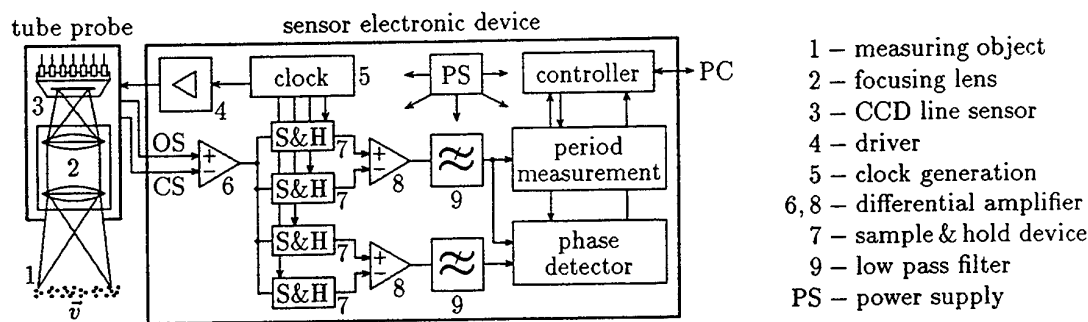 tube probe
sensor electronic device
clock
5
PS
controller
PC
3
4
S&H
7
+
−
8
9
period
measurement
OS
CS
+
−
6
2
S&H
7
S&H
7
+
−
8
9
phase
detector
S&H
7
1
v⃗
1 – measuring object
2 – focusing lens
3 – CCD line sensor
4 – driver
5 – clock generation
6, 8 – differential amplifier
7 – sample & hold device
9 – low pass filter
PS – power supply